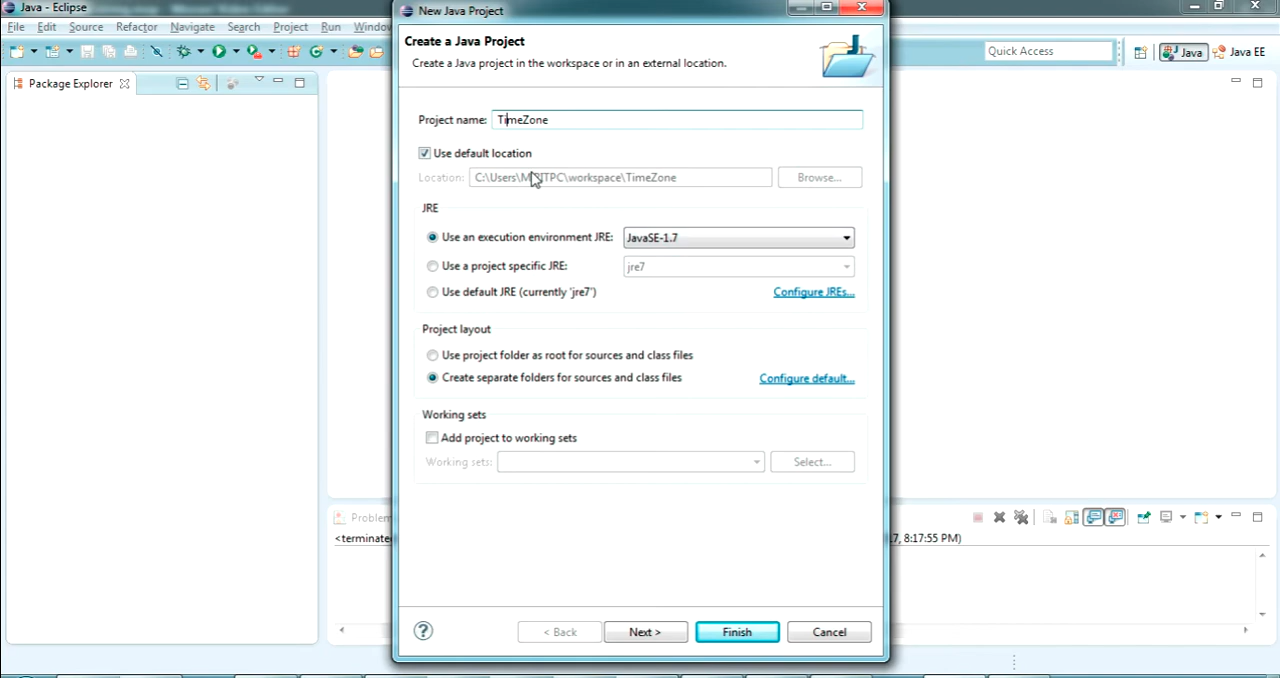 Java - Eclipse
New Java Project
File Edit Source Refactor Navigate Search Project Run Window
Create a Java Project
Create a Java project in the workspace or in an external location.
Quick Access
Java
Java EE
Package Explorer
Project name: TimeZone
Use default location
Location:
Browse...
JRE
Use an execution environment JRE: JavaSE-1.7
Use a project specific JRE: jre7
Use default JRE (currently 'jre7')
Configure JREs...
Project layout
Use project folder as root for sources and class files
Create separate folders for sources and class files
Configure default...
Working sets
Add project to working sets
Working sets:
Select...
Problem
<terminate
7, 8:17:55 PM)
< Back
Next >
Finish
Cancel